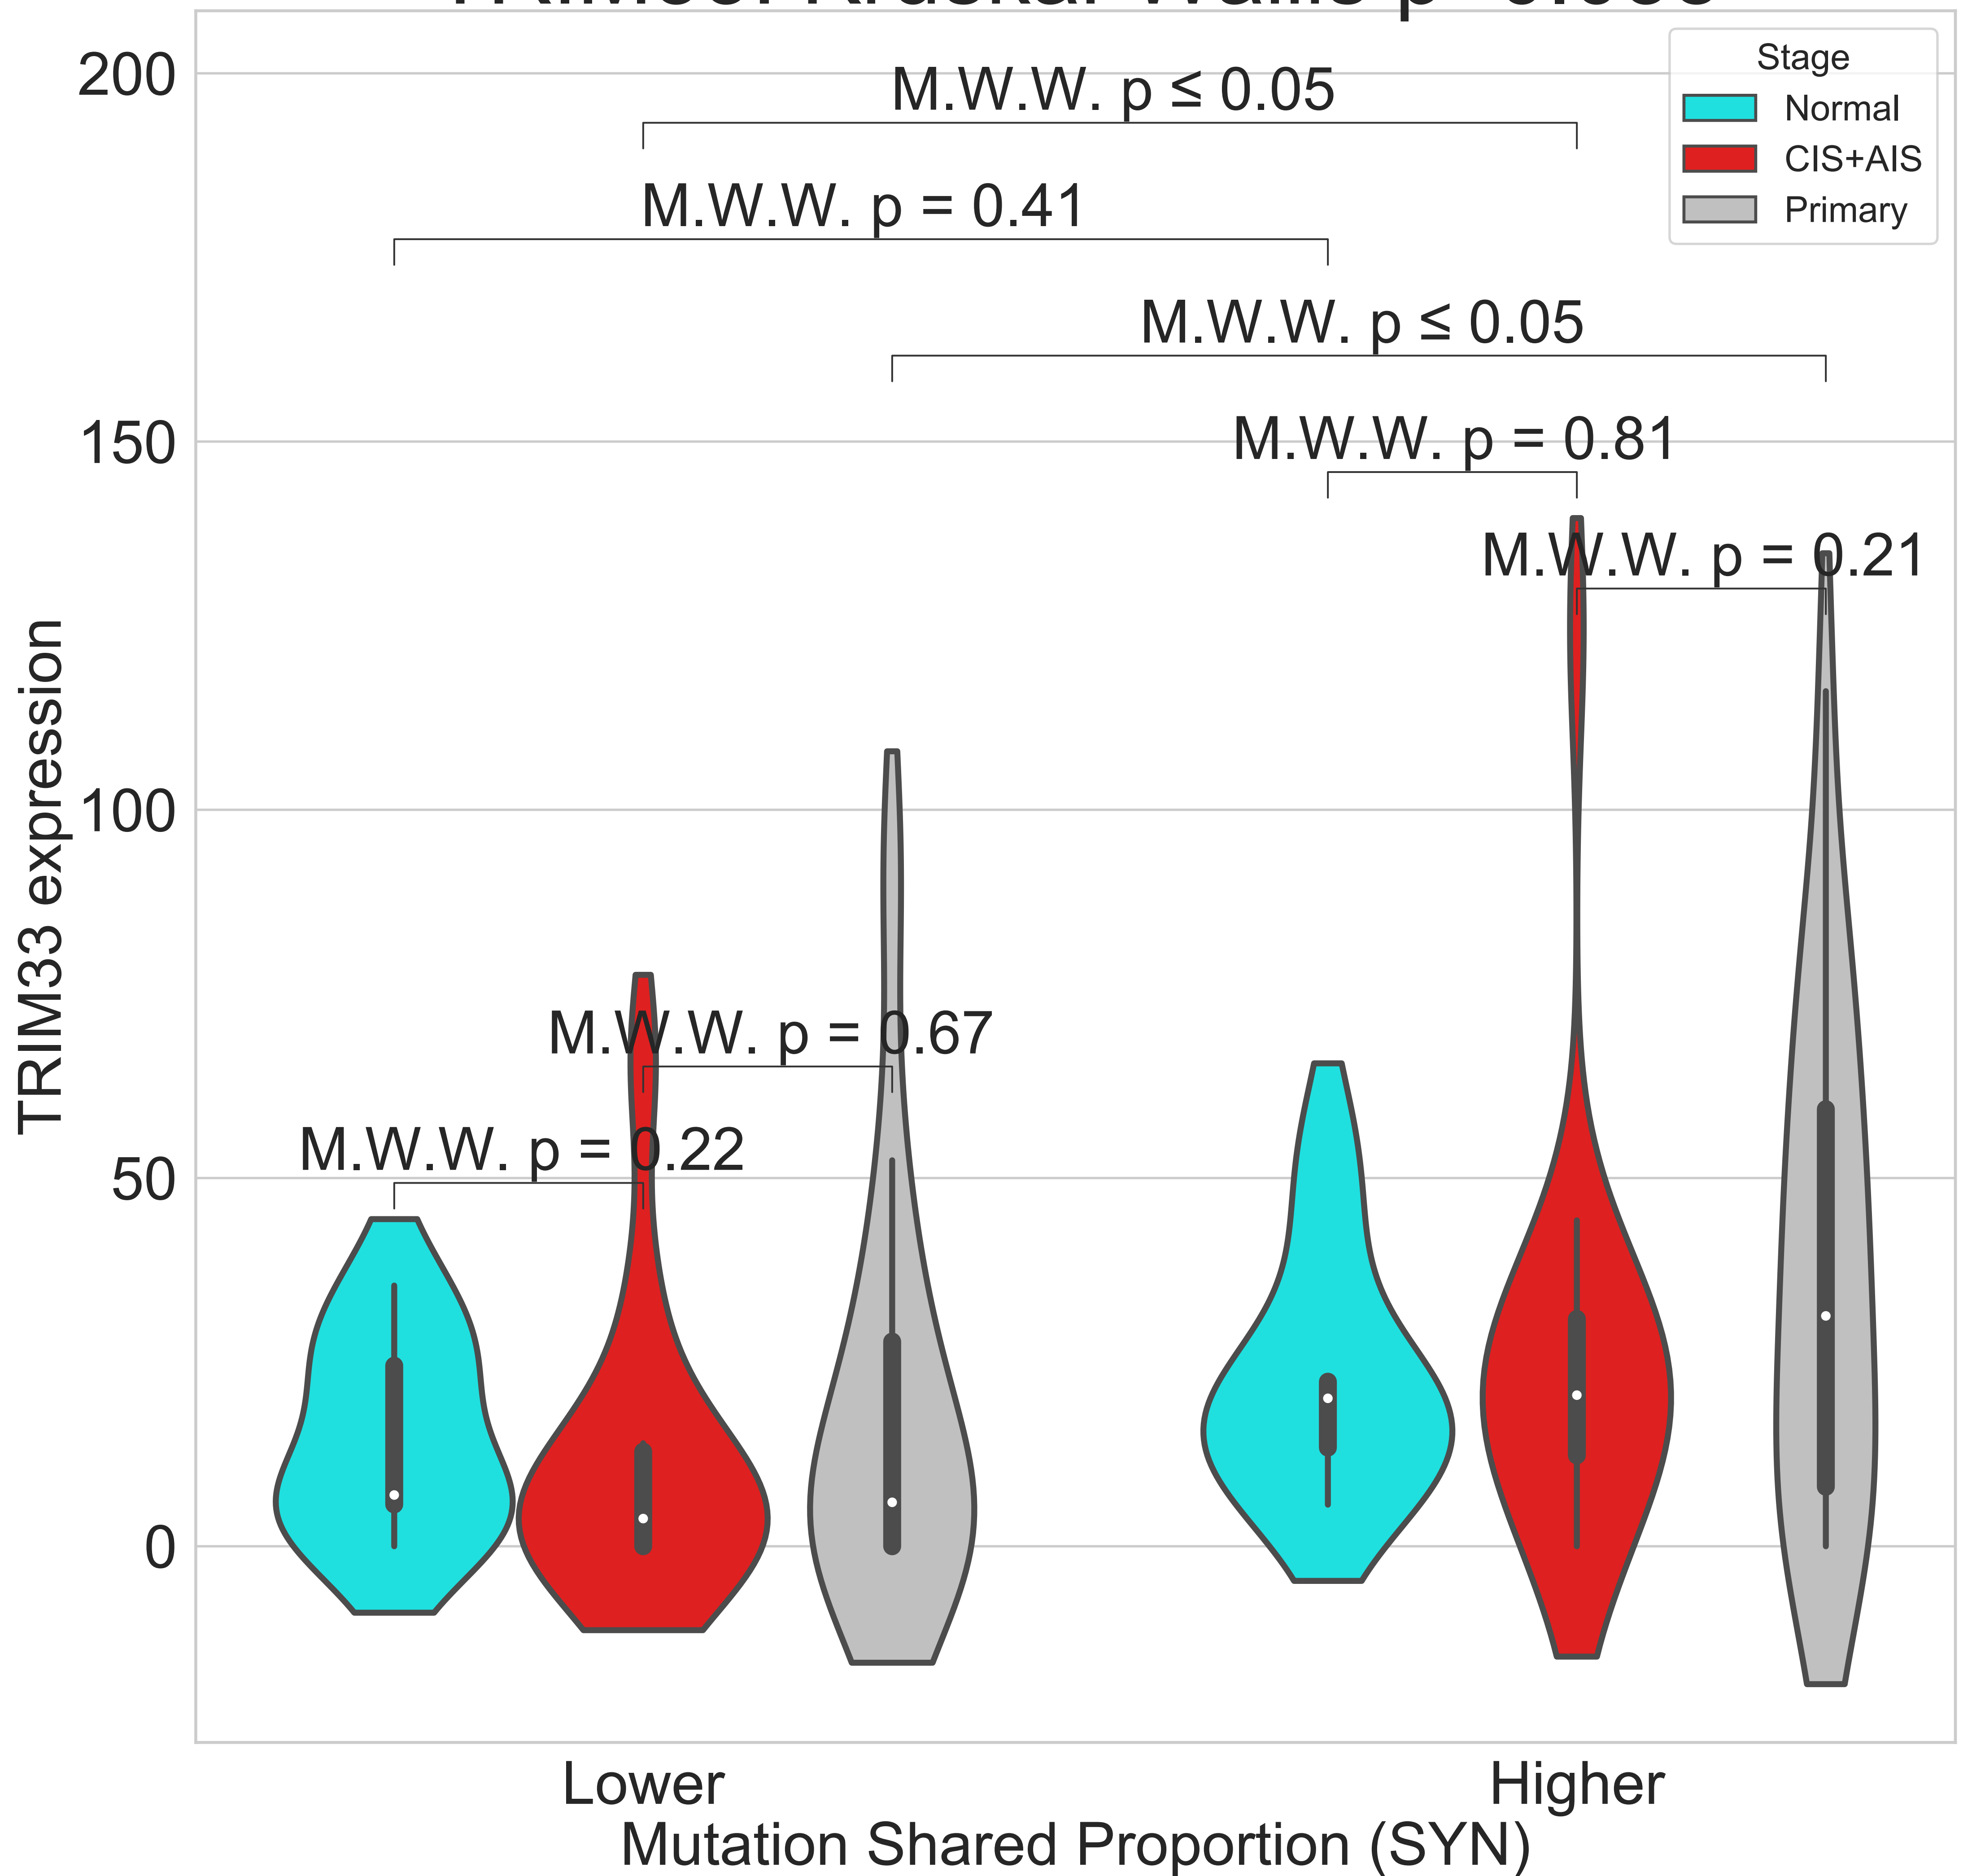 200
M.W.W. p ≤ 0.05
Stage
Normal
CIS+AIS
Primary
M.W.W. p = 0.41
M.W.W. p ≤ 0.05
150
M.W.W. p = 0.81
M.W.W. p = 0.21
100
M.W.W. p = 0.67
M.W.W. p = 0.22
50
0
TRIM33 expression
Lower
Higher
Mutation Shared Proportion (SYN)